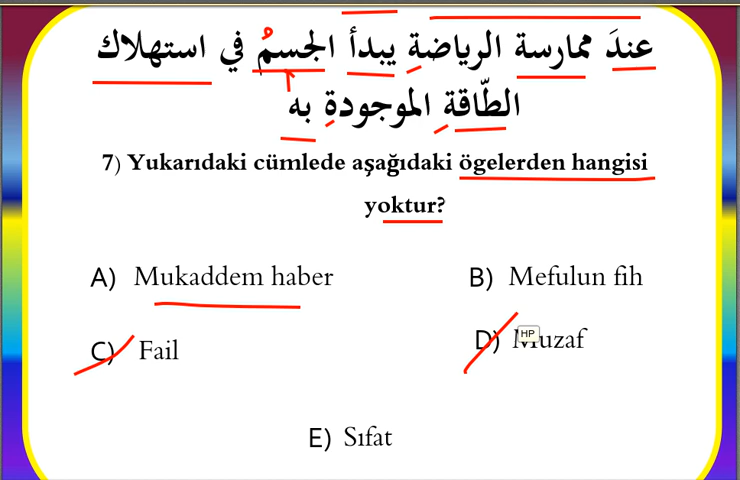 عندَ ممارسة الرياضةِ يبدأ الجسمُ في استهلاك
الطّاقةِ الموجودةِ به
7) Yukarıdaki cümlede aşağıdaki ögelerden hangisi
yoktur?
A) Mukaddem haber
B) Mefulun fih
C) Fail
D) Muzaf
HP
E) Sıfat